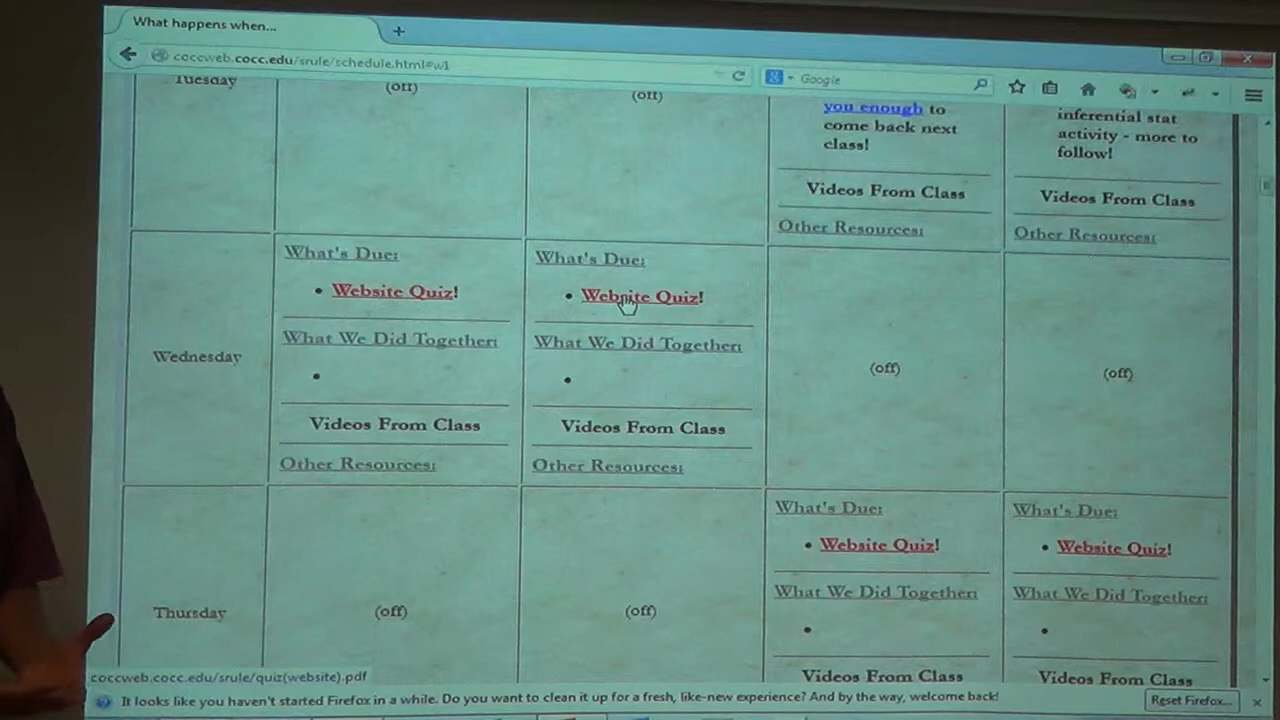 What happens when...
coccweb.cocc.edu/srule/schedule.html#w1
Google
Tuesday
(off)
(off)
you enough to
come back next
class!
Videos From Class
Other Resources:
inferential stat
activity - more to
follow!
Videos From Class
Other Resources:
Wednesday
What's Due:
• Website Quiz!
What We Did Together:
•
Videos From Class
Other Resources:
What's Due:
• Website Quiz!
What We Did Together:
•
Videos From Class
Other Resources:
(off)
(off)
Thursday
(off)
(off)
What's Due:
• Website Quiz!
What We Did Together:
•
Videos From Class
What's Due:
• Website Quiz!
What We Did Together:
•
Videos From Class
coccweb.cocc.edu/srule/quiz(website).pdf
It looks like you haven't started Firefox in a while. Do you want to clean it up for a fresh, like-new experience? And by the way, welcome back!
Reset Firefox...